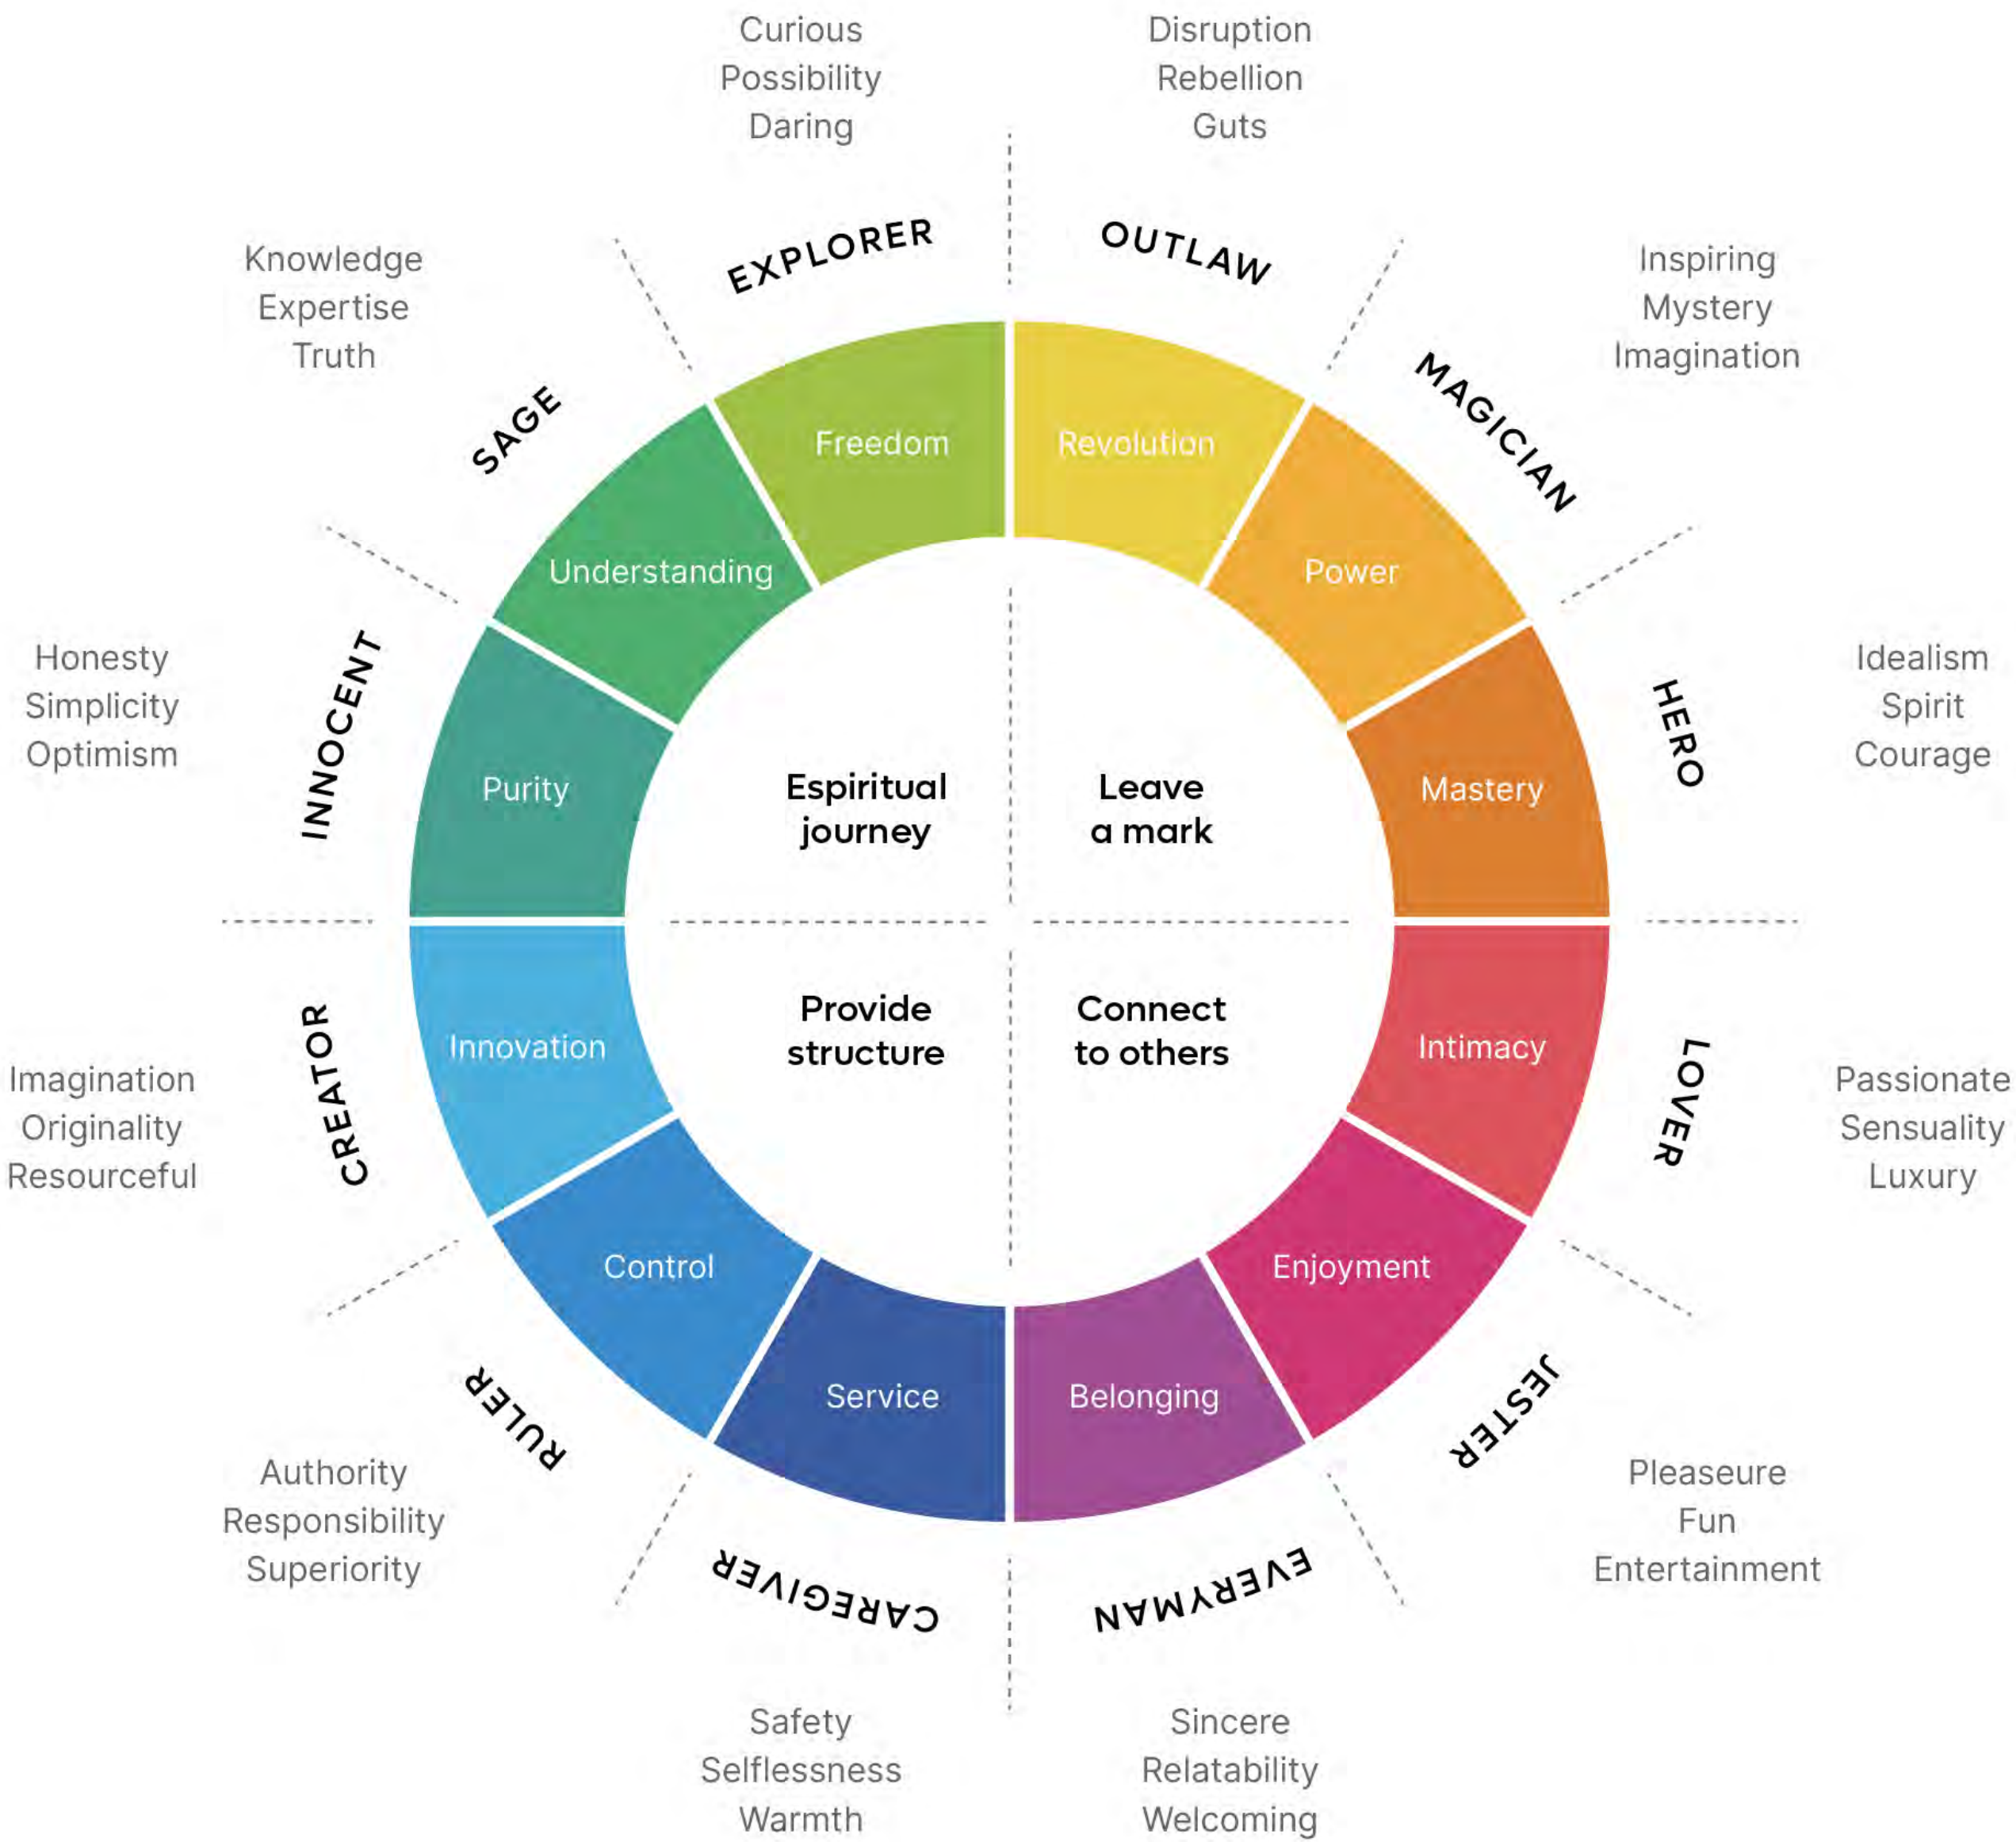 Curious
Possibility
Daring
Disruption
Rebellion
Guts
EXPLORER
OUTLAW
Knowledge
Expertise
Truth
Inspiring
Mystery
Imagination
SAGE
MAGICIAN
Freedom
Revolution
Understanding
Power
Honesty
Simplicity
Optimism
INNOCENT
Purity
Espiritual
journey
Leave
a mark
Mastery
HERO
Idealism
Spirit
Courage
Imagination
Originality
Resourceful
CREATOR
Innovation
Provide
structure
Connect
to others
Intimacy
LOVER
Passionate
Sensuality
Luxury
Control
Enjoyment
Service
Belonging
RULER
JESTER
Authority
Responsibility
Superiority
Pleaseure
Fun
Entertainment
CAREGIVER
EVERYMAN
Safety
Selflessness
Warmth
Sincere
Relatability
Welcoming